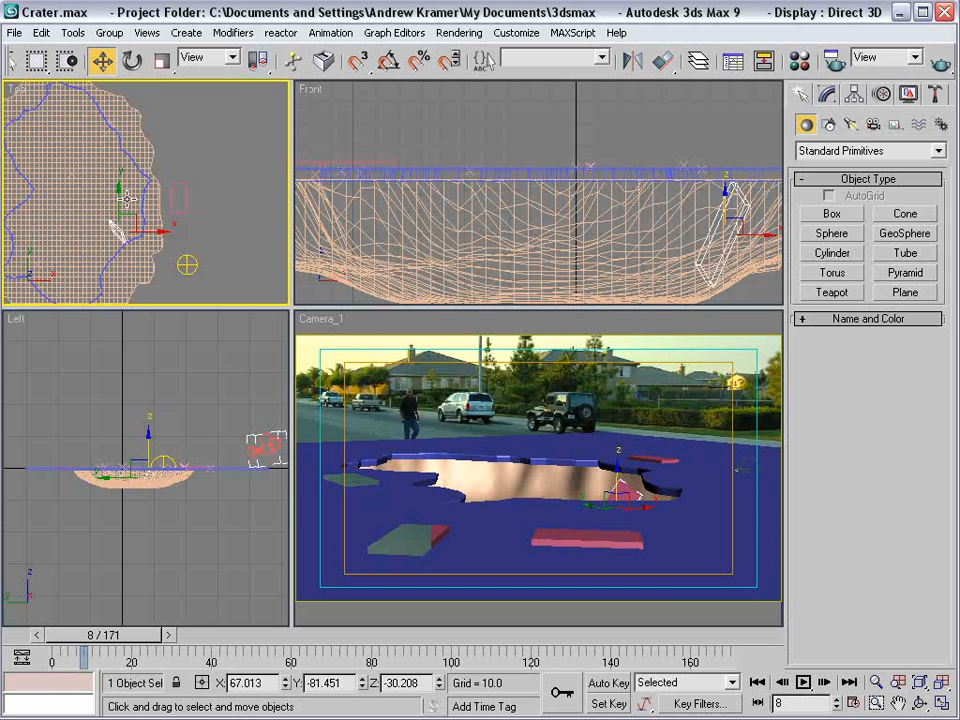 Crater.max - Project Folder: C:\Documents and Settings\Andrew Kramer\My Documents\3dsmax - Autodesk 3ds Max 9 - Display : Direct 3D
File Edit Tools Group Views Create Modifiers reactor Animation Graph Editors Rendering Customize MAXScript Help
View 3 % ABC View
Front
Standard Primitives
- Object Type
AutoGrid
Box Cone
Sphere GeoSphere
Cylinder Tube
Torus Pyramid
Teapot Plane
+ Name and Color
x
y
z
Left
Camera_1
< 8 / 171 >
0 20 40 60 80 100 120 140 160
1 Object Sel X: 67.013 Y: -81.451 Z: -30.208 Grid = 10.0 Auto Key Selected
Click and drag to select and move objects Add Time Tag Set Key Key Filters... 8